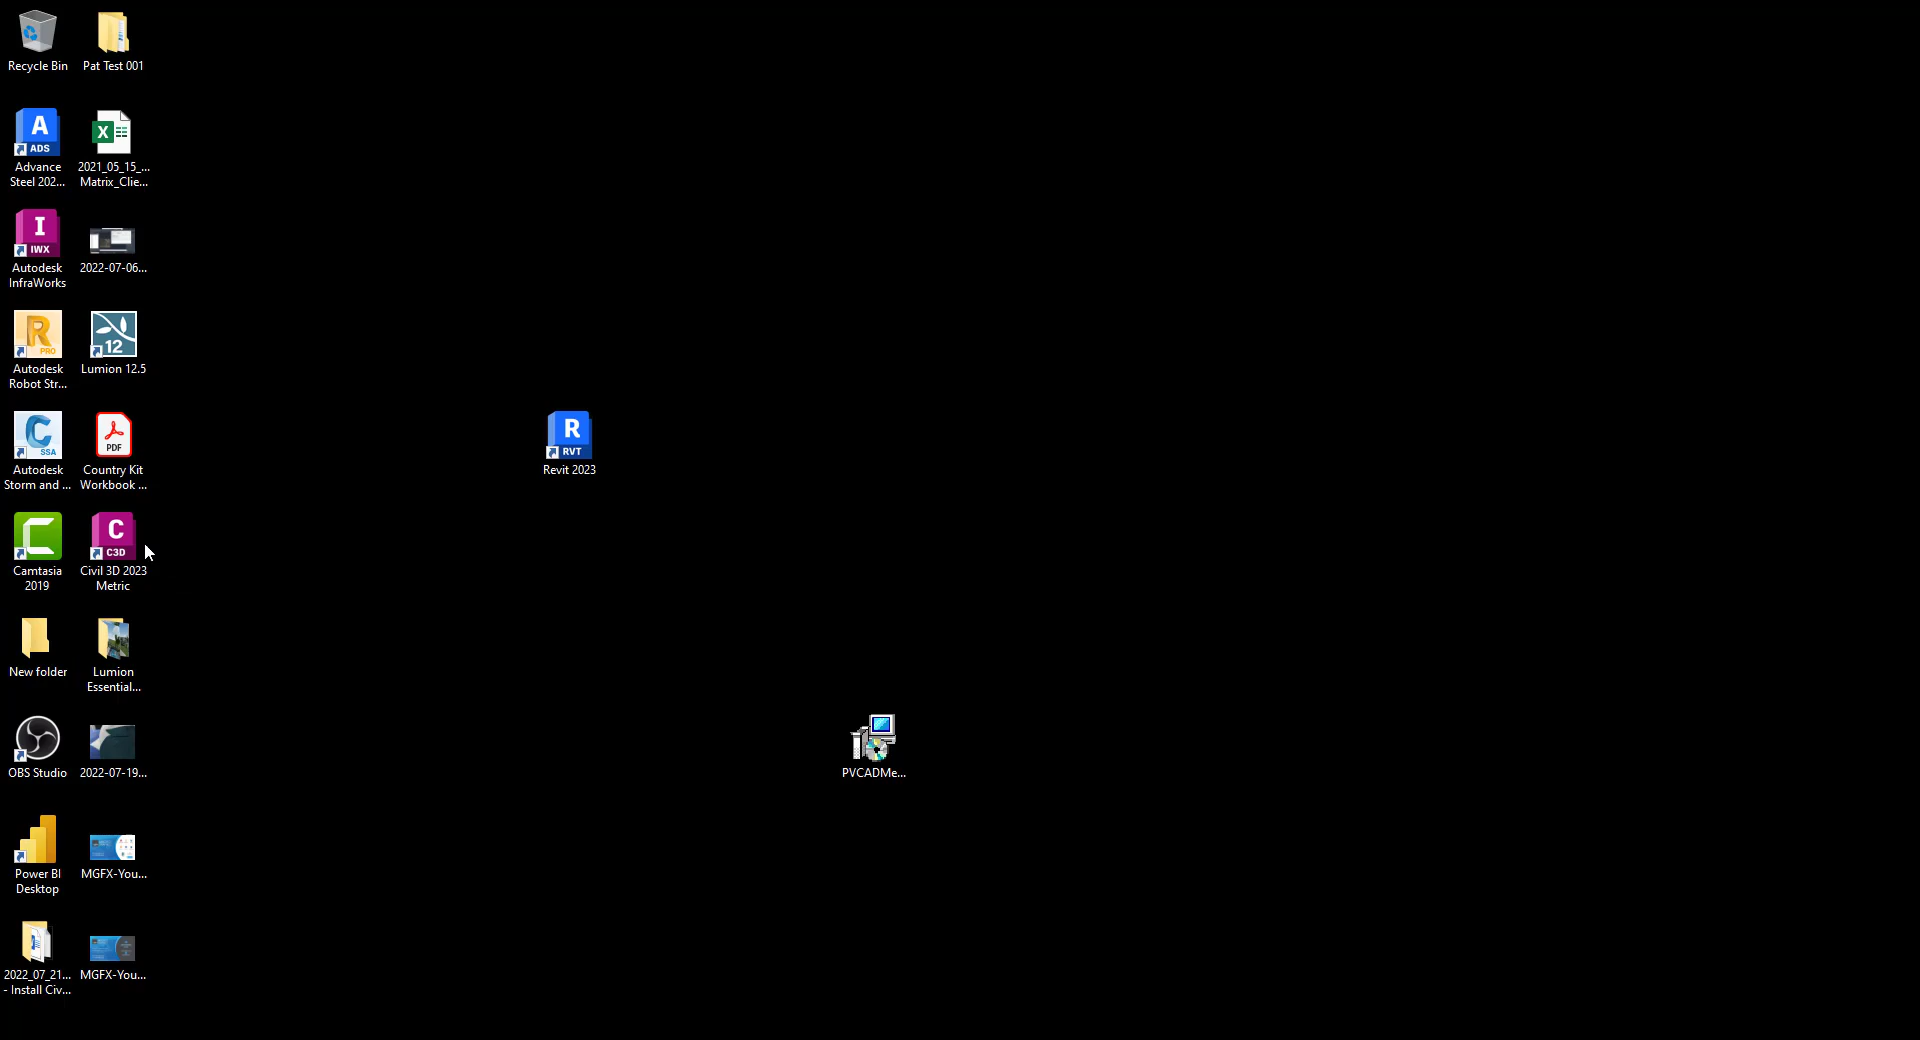 Recycle Bin
Pat Test 001
A
ADS
Advance
Steel 202...
X
2021_05_15_...
Matrix_Clie...
I
IWX
Autodesk
InfraWorks
2022-07-06...
R
PRO
Autodesk
Robot Str...
12
Lumion 12.5
C
SSA
Autodesk
Storm and ...
PDF
Country Kit
Workbook ...
R
RVT
Revit 2023
Camtasia
2019
C
C3D
Civil 3D 2023
Metric
New folder
Lumion
Essential...
OBS Studio
2022-07-19...
PVCADMe...
Power BI
Desktop
MGFX-You...
2022_07_21...
- Install Civ...
MGFX-You...